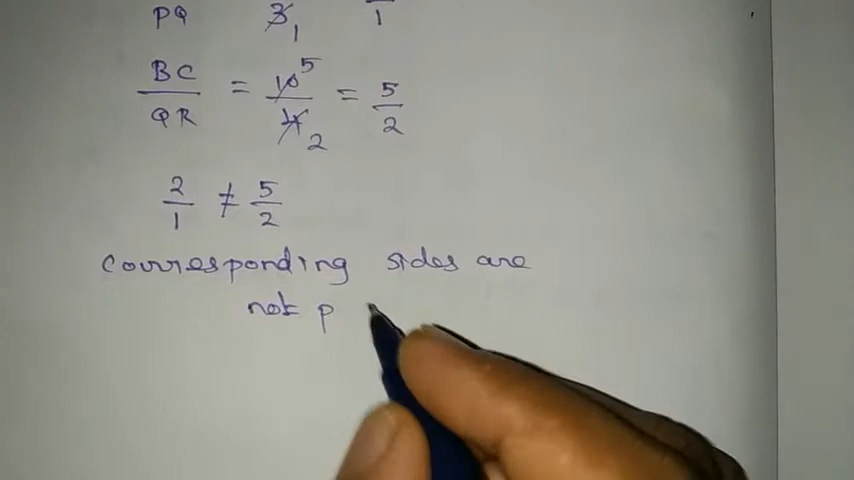 PQ 3 1 1
BC/QR = 10 5/4 2 = 5/2
2/1 ≠ 5/2
corresponding sides are
not p